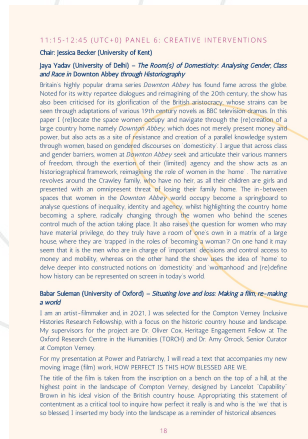 11:15-12:45 (UTC+0) PANEL 6: CREATIVE INTERVENTIONS
Chair: Jessica Becker (University of Kent)
Jaya Yadav (University of Delhi) – The Room(s) of Domesticity: Analysing Gender, Class
and Race in Downton Abbey through Historiography
Britain's highly popular drama series Downton Abbey has found fame across the globe.
Noted for its witty repartee dialogues and reimagining of the 20th century, the show has
also been criticised for its glorification of the British aristocracy, whose strains can be
seen through adaptations of various 19th century novels as BBC television dramas. In this
paper I (re)locate the space women occupy and navigate through the (re)creation of a
large country home, namely Downton Abbey, which does not merely present money and
power, but also acts as a site of resistance and creation of a parallel knowledge system
through women, based on gendered discourses on 'domesticity'. I argue that across class
and gender barriers, women at Downton Abbey seek and articulate their various manners
of freedom, through the exertion of their (limited) agency and the show acts as an
historiographical framework, reimagining the role of women in the 'home'. The narrative
revolves around the Crawley family, who have no heir, as all their children are girls and
presented with an omnipresent threat of losing their family home. The in-between
spaces that women in the Downton Abbey world occupy become a springboard to
analyse questions of inequality, identity and agency, whilst highlighting the country home
becoming a sphere, radically changing through the women who behind the scenes
control much of the action taking place. It also raises the question for women who may
have material privilege, do they truly have a room of one's own in a matrix of a large
house, where they are 'trapped in the roles of becoming a woman'? On one hand it may
seem that it is the men who are in charge of important decisions and control access to
money and mobility, whereas on the other hand the show uses the idea of 'home' to
delve deeper into constructed notions on 'domesticity' and womanhood and (re)define
how history can be represented on screen in today's world.
Babar Suleman (University of Oxford) – Situating love and loss: Making a film, re-making
a world
I am an artist-filmmaker and, in 2021, I was selected for the Compton Verney Inclusive
Histories Research Fellowship, with a focus on the historic country house and landscape.
My supervisors for the project are Dr. Oliver Cox, Heritage Engagement Fellow at The
Oxford Research Centre in the Humanities (TORCH) and Dr. Amy Orrock, Senior Curator
at Compton Verney.
For my presentation at Power and Patriarchy, I will read a text that accompanies my new
moving image (film) work, HOW PERFECT IS THIS HOW BLESSED ARE WE.
The title of the film is taken from the inscription on a bench on the top of a hill, at the
highest point in the landscape of Compton Verney, designed by Lancelot 'Capability'
Brown in his ideal vision of the British country house. Appropriating this statement of
contentment as a critical tool to inquire how perfect it really is and who is the 'we' that is
so blessed, I inserted my body into the landscape as a reminder of historical absences
18